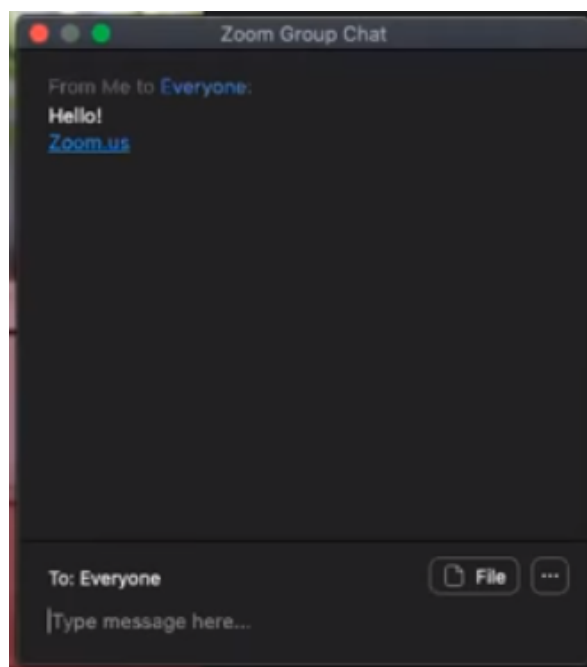 Zoom Group Chat
From Me to Everyone:
Hello!
Zoom.us
To: Everyone
File
...
Type message here...